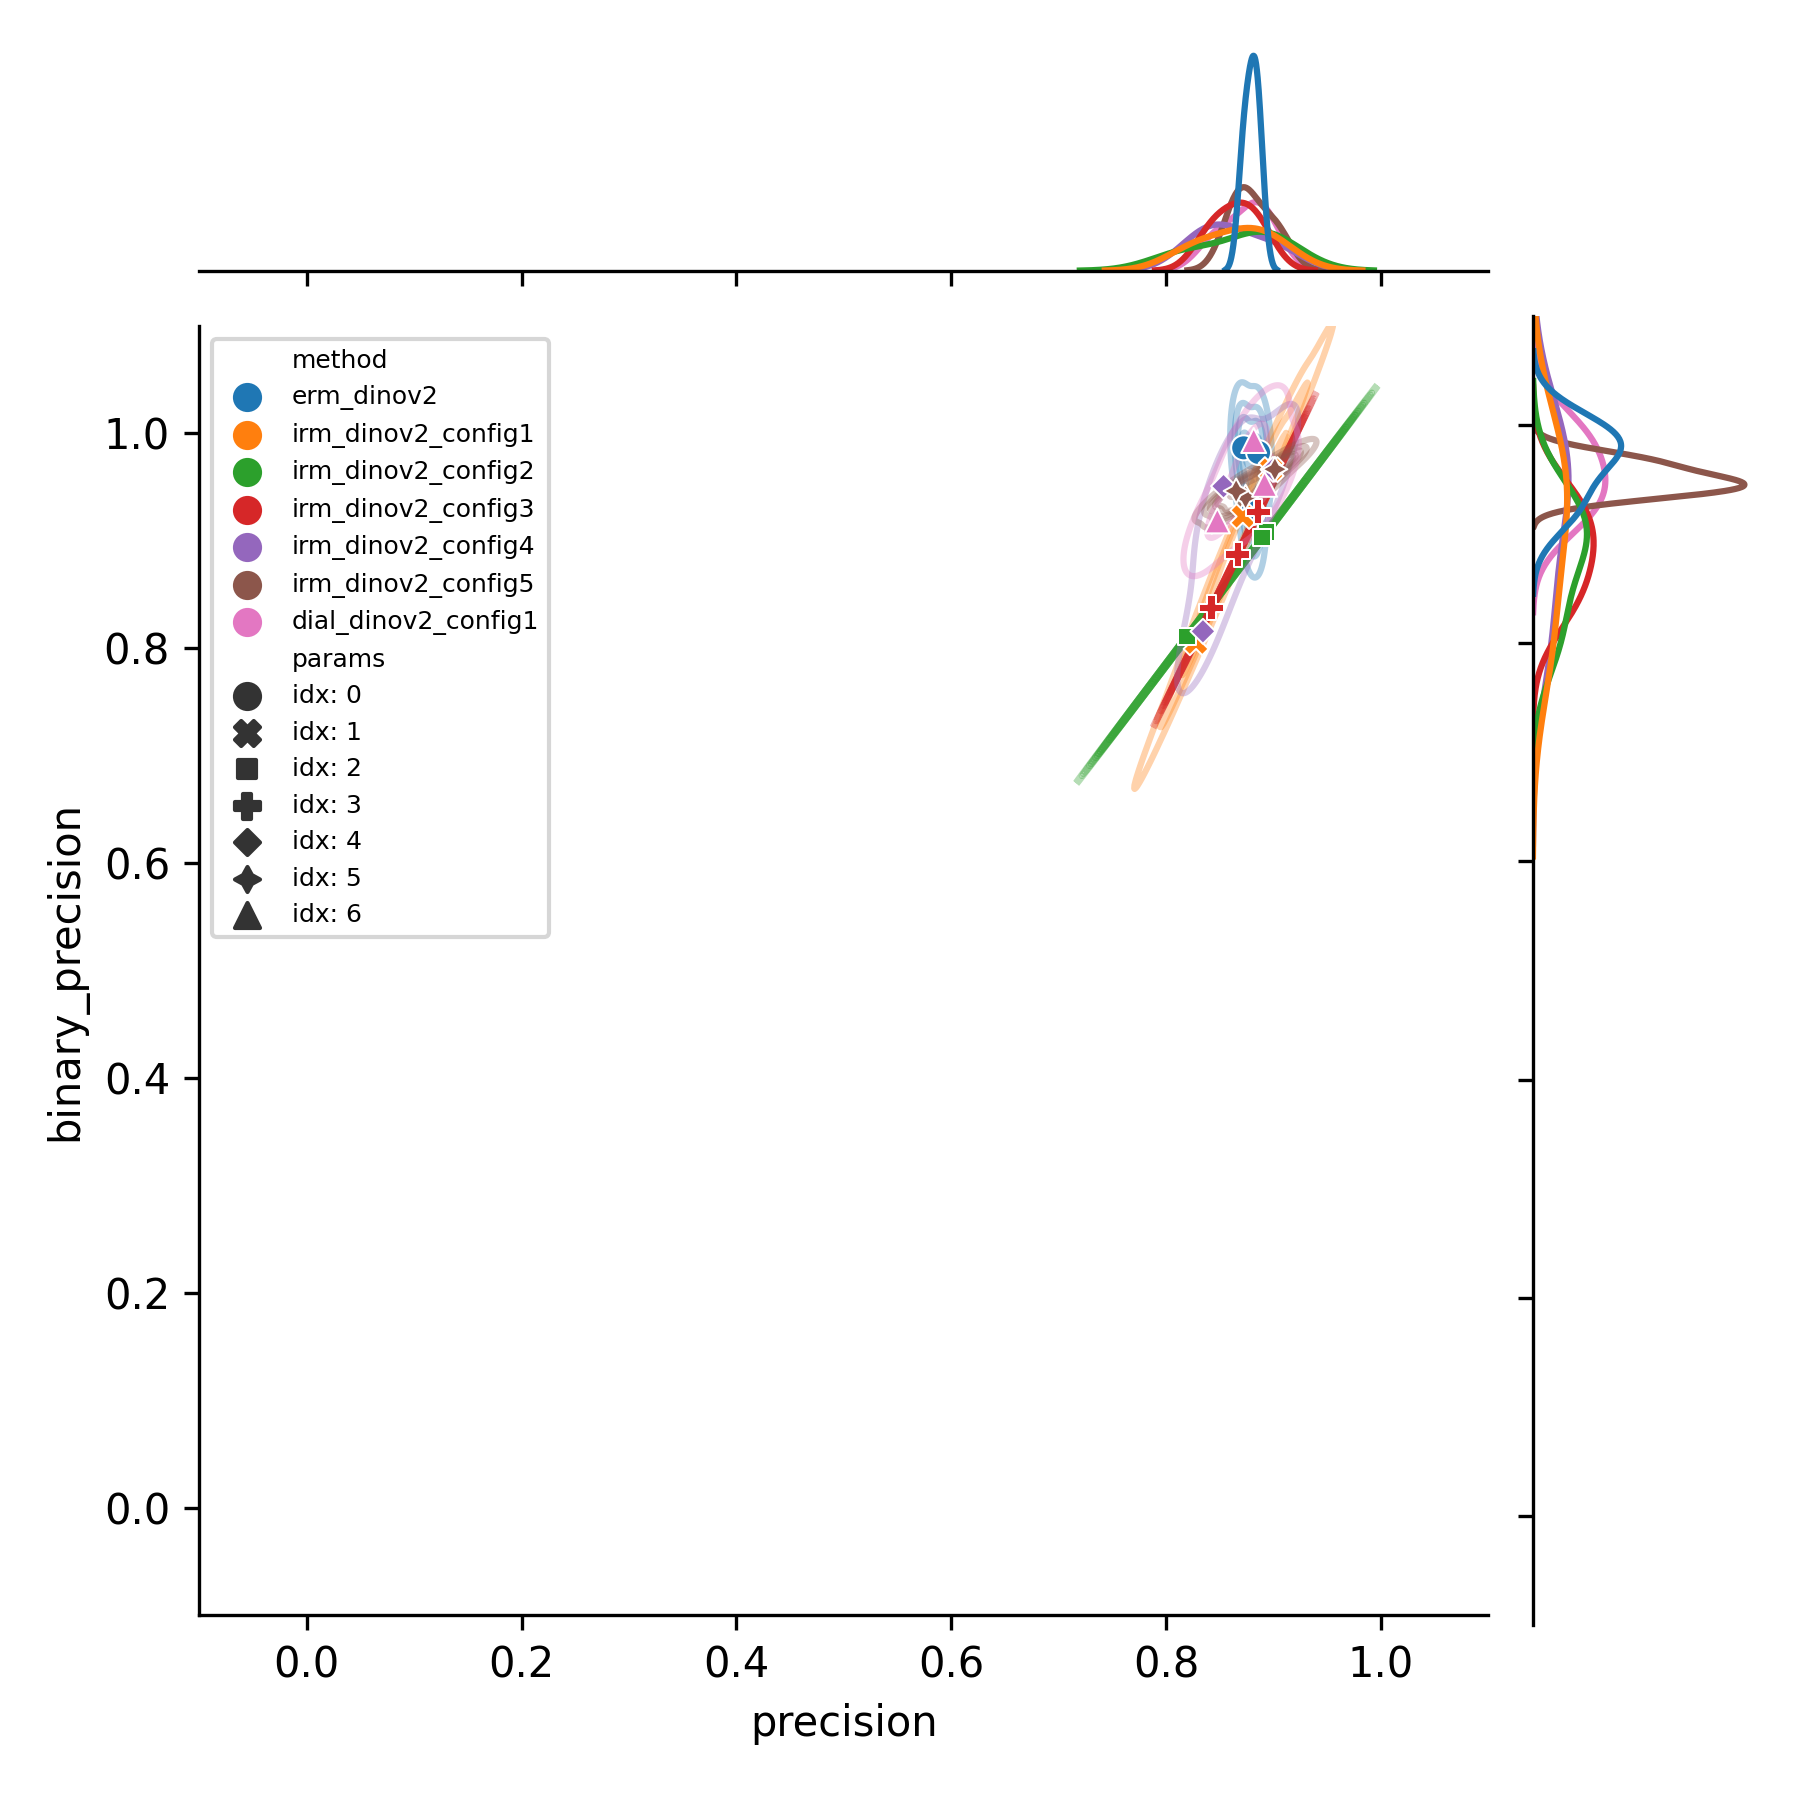 method
erm_dinov2
irm_dinov2_config1
irm_dinov2_config2
irm_dinov2_config3
irm_dinov2_config4
irm_dinov2_config5
dial_dinov2_config1
params
idx: 0
idx: 1
idx: 2
idx: 3
idx: 4
idx: 5
idx: 6
binary_precision
1.0
0.8
0.6
0.4
0.2
0.0
0.0 0.2 0.4 0.6 0.8 1.0
precision